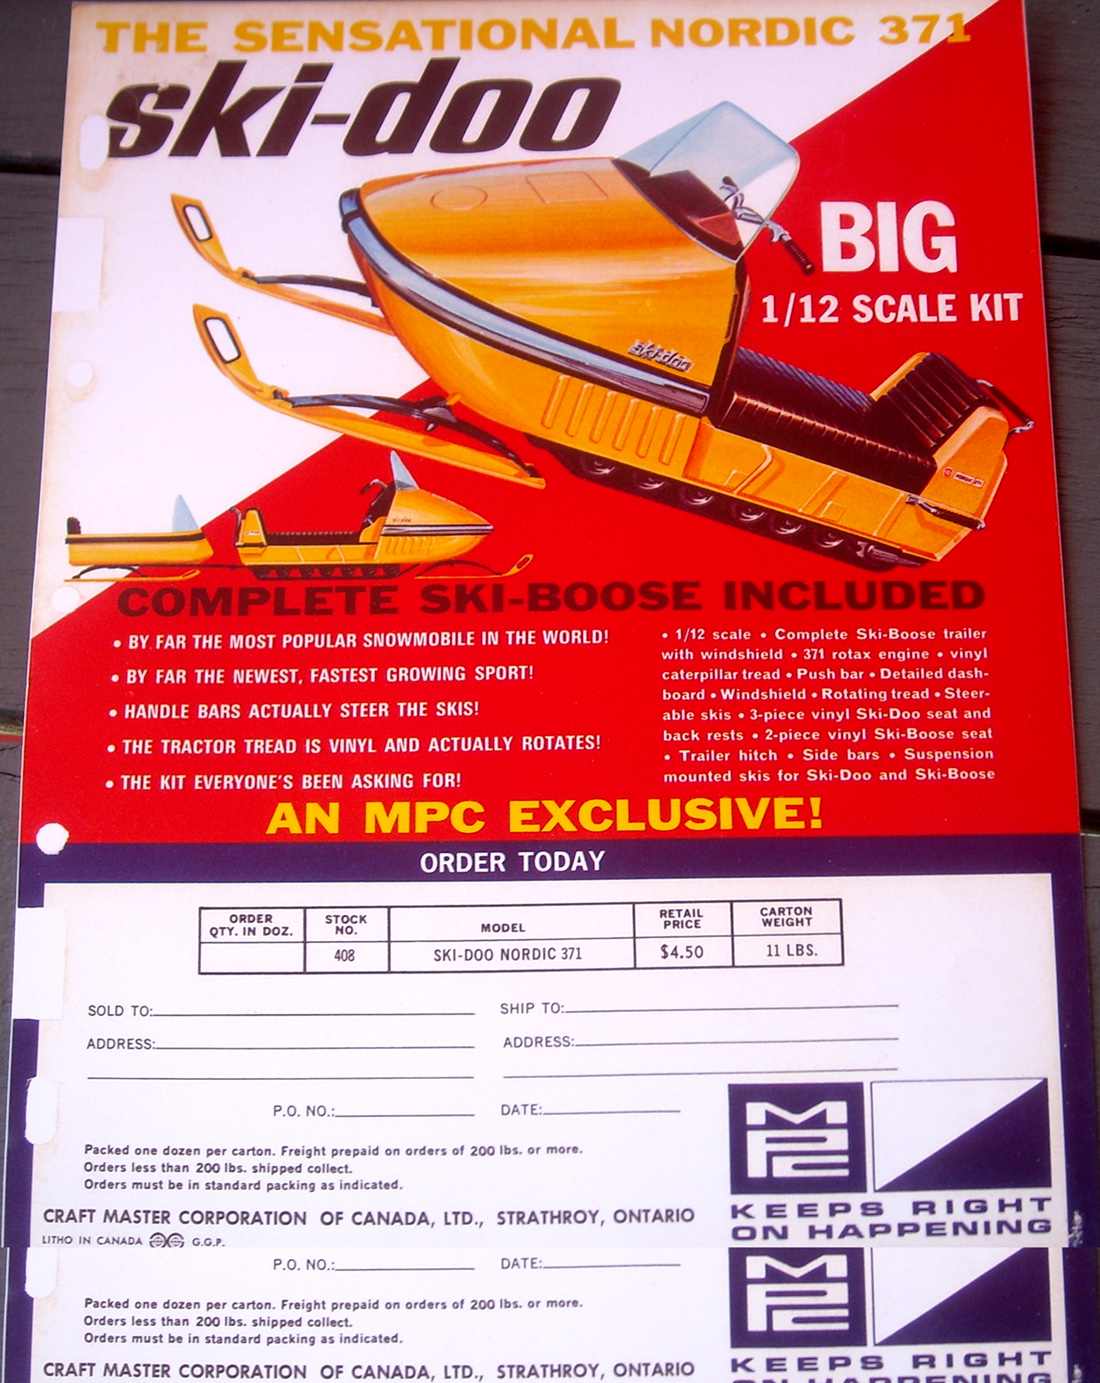 THE SENSATIONAL NORDIC 371
ski-doo
BIG
1/12 SCALE KIT
ski-doo
COMPLETE SKI-BOOSE INCLUDED
• BY FAR THE MOST POPULAR SNOWMOBILE IN THE WORLD!
• BY FAR THE NEWEST, FASTEST GROWING SPORT!
• HANDLE BARS ACTUALLY STEER THE SKIS!
• THE TRACTOR TREAD IS VINYL AND ACTUALLY ROTATES!
• THE KIT EVERYONE'S BEEN ASKING FOR!
• 1/12 scale • Complete Ski-Boose trailer
with windshield • 371 rotax engine • vinyl
caterpillar tread • Push bar • Detailed dash-
board • Windshield • Rotating tread • Steer-
able skis • 3-piece vinyl Ski-Doo seat and
back rests • 2-piece vinyl Ski-Boose seat
• Trailer hitch • Side bars • Suspension
mounted skis for Ski-Doo and Ski-Boose
AN MPC EXCLUSIVE!
ORDER TODAY
ORDER QTY. IN DOZ. STOCK NO. MODEL RETAIL PRICE CARTON WEIGHT
408 SKI-DOO NORDIC 371 $4.50 11 LBS.
SOLD TO: SHIP TO:
ADDRESS: ADDRESS:
P.O. NO.: DATE:
Packed one dozen per carton. Freight prepaid on orders of 200 lbs. or more.
Orders less than 200 lbs. shipped collect.
Orders must be in standard packing as indicated.
MPC
KEEPS RIGHT
ON HAPPENING
CRAFT MASTER CORPORATION OF CANADA, LTD., STRATHROY, ONTARIO
LITHO IN CANADA G.G.P.
P.O. NO.: DATE:
Packed one dozen per carton. Freight prepaid on orders of 200 lbs. or more.
Orders less than 200 lbs. shipped collect.
Orders must be in standard packing as indicated.
MPC
KEEPS RIGHT
ON HAPPENING
CRAFT MASTER CORPORATION OF CANADA, LTD., STRATHROY, ONTARIO